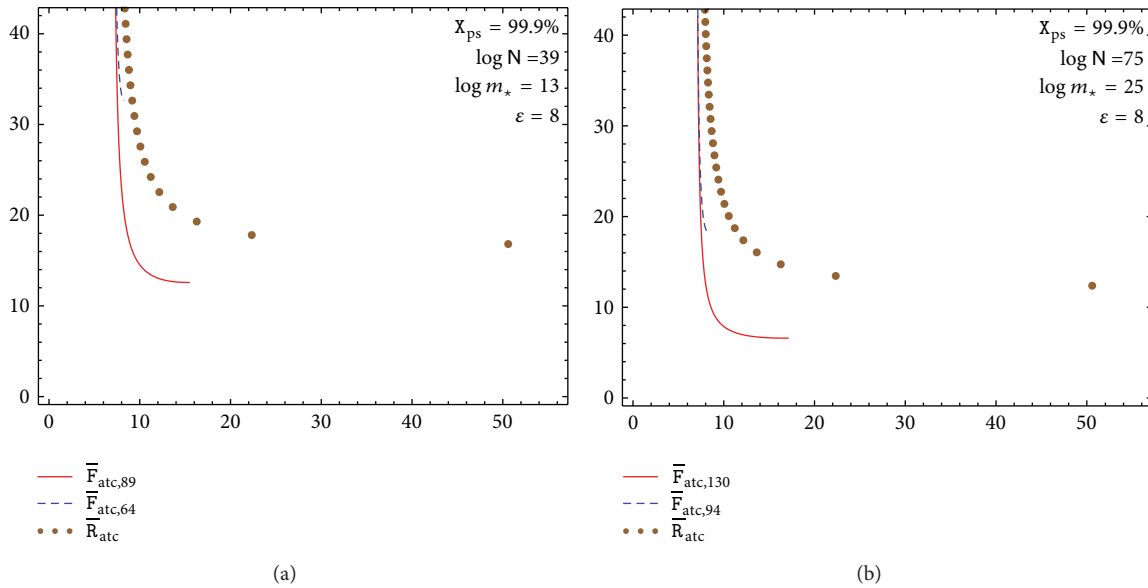 40
30
20
10
0
0 10 20 30 40 50
X_ps = 99.9%
log N =39
log m⋆ = 13
ε = 8
F̅_atc,89
F̅_atc,64
R̅_atc
(a)
40
30
20
10
0
0 10 20 30 40 50
X_ps = 99.9%
log N =75
log m⋆ = 25
ε = 8
F̅_atc,130
F̅_atc,94
R̅_atc
(b)